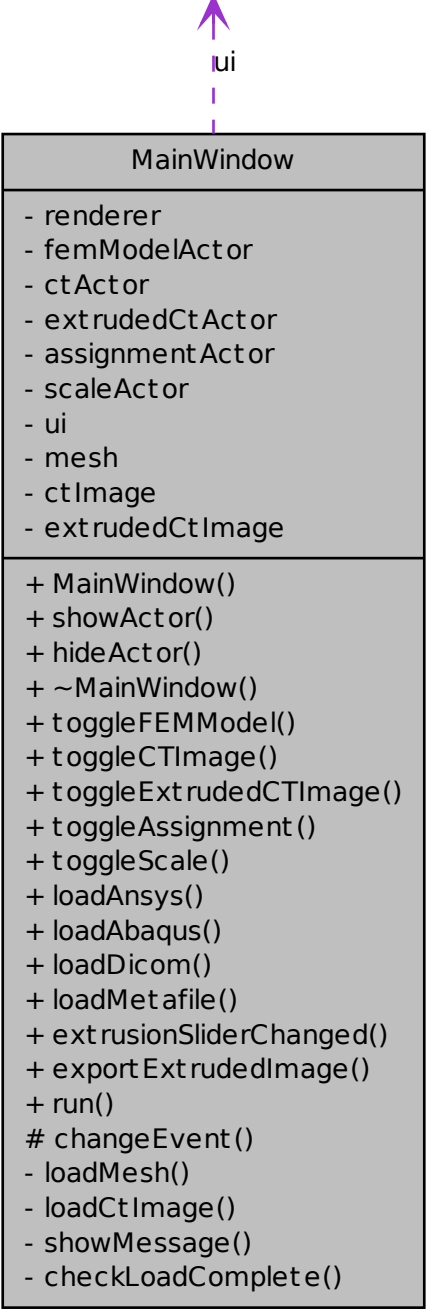 ui
MainWindow
- renderer
- femModelActor
- ctActor
- extrudedCtActor
- assignmentActor
- scaleActor
- ui
- mesh
- ctImage
- extrudedCtImage
+ MainWindow()
+ showActor()
+ hideActor()
+ ~MainWindow()
+ toggleFEMModel()
+ toggleCTImage()
+ toggleExtrudedCTImage()
+ toggleAssignment()
+ toggleScale()
+ loadAnsys()
+ loadAbaqus()
+ loadDicom()
+ loadMetafile()
+ extrusionSliderChanged()
+ exportExtrudedImage()
+ run()
# changeEvent()
- loadMesh()
- loadCtImage()
- showMessage()
- checkLoadComplete()